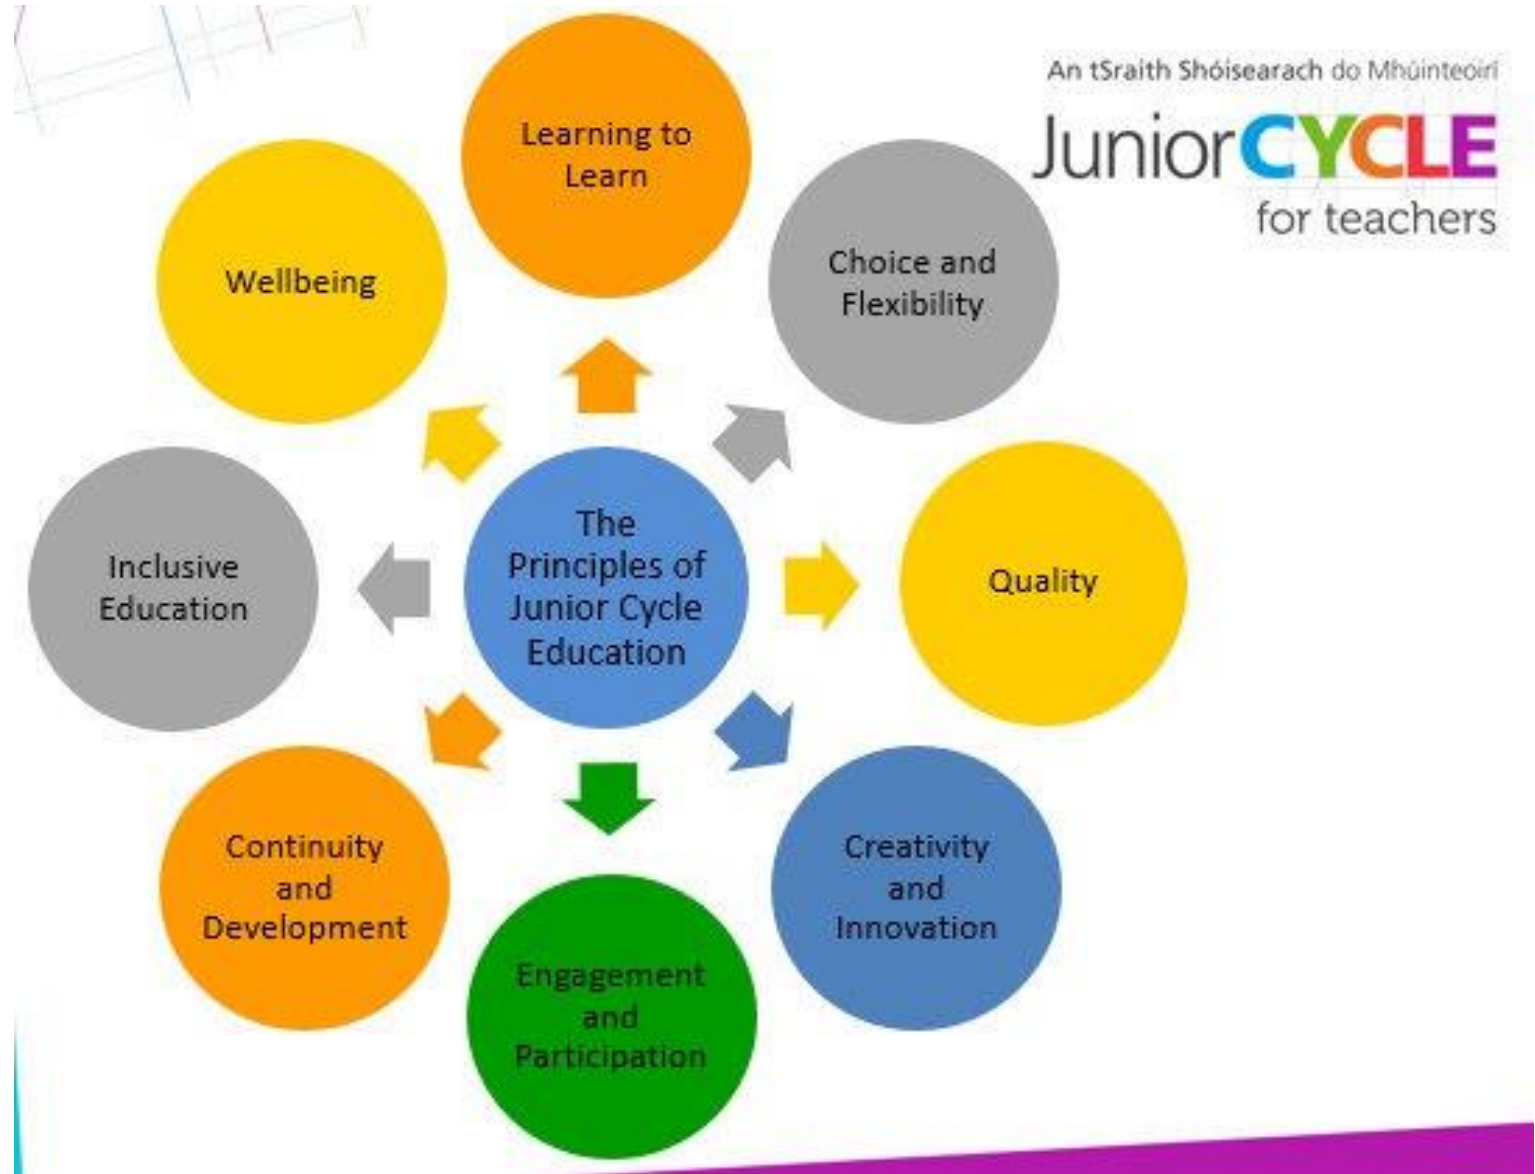 An tSraith Shóisearach do Mhúinteoirí
JuniorCYCLE
for teachers
Learning to
Learn
Choice and
Flexibility
Quality
Creativity
and
Innovation
Engagement
and
Participation
Continuity
and
Development
Inclusive
Education
Wellbeing
The
Principles of
Junior Cycle
Education